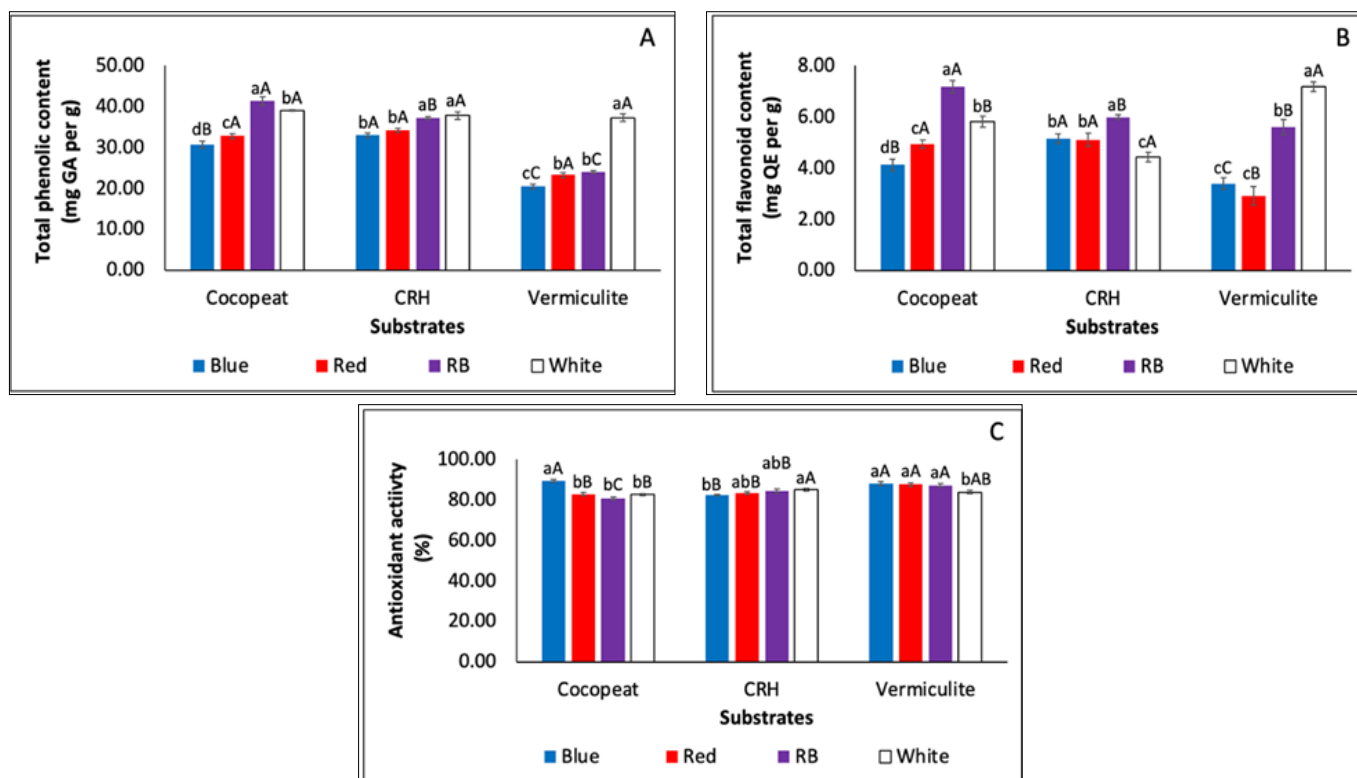 A
Total phenolic content
(mg GA per g)
50.00
40.00
30.00
20.00
10.00
0.00
dB cA aA bA bA bA aB aA cC bA bC aA
Cocopeat CRH Vermiculite
Substrates
Blue Red RB White
B
Total flavonoid content
(mg QE per g)
8.00
6.00
4.00
2.00
0.00
dB cA aA bB bA bA aB cA cC cB bB aA
Cocopeat CRH Vermiculite
Substrates
Blue Red RB White
C
Antioxidant actiivty
(%)
100.00
80.00
60.00
40.00
20.00
0.00
aA bB bC bB bB abB abB aA aA aA aA bAB
Cocopeat CRH Vermiculite
Substrates
Blue Red RB White